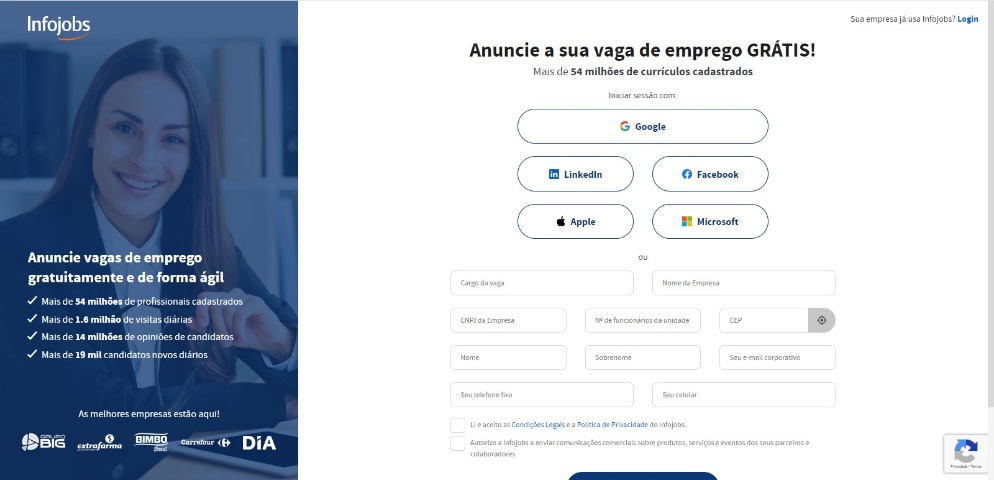 Infojobs
Sua empresa já usa Infojobs? Login
Anuncie a sua vaga de emprego GRÁTIS!
Mais de 54 milhões de currículos cadastrados
Iniciar sessão com:
Google
LinkedIn
Facebook
Apple
Microsoft
ou
Cargo da vaga
Nome da Empresa
CNPJ da Empresa
Nº de funcionários da unidade
CEP
Nome
Sobrenome
Seu e-mail corporativo
Seu telefone fixo
Seu celular
Li e aceito as Condições Legais e a Política de Privacidade do Infojobs.
Autorizo a Infojobs a enviar comunicações comerciais sobre produtos, serviços e eventos dos seus parceiros e
colaboradores
Anuncie vagas de emprego
gratuitamente e de forma ágil
Mais de 54 milhões de profissionais cadastrados
Mais de 1.6 milhão de visitas diárias
Mais de 14 milhões de opiniões de candidatos
Mais de 19 mil candidatos novos diários
As melhores empresas estão aqui!
GRUPO BIG
extrafarma
BIMBO
Brasil
Carrefour
DIA
Privacidade - Termos